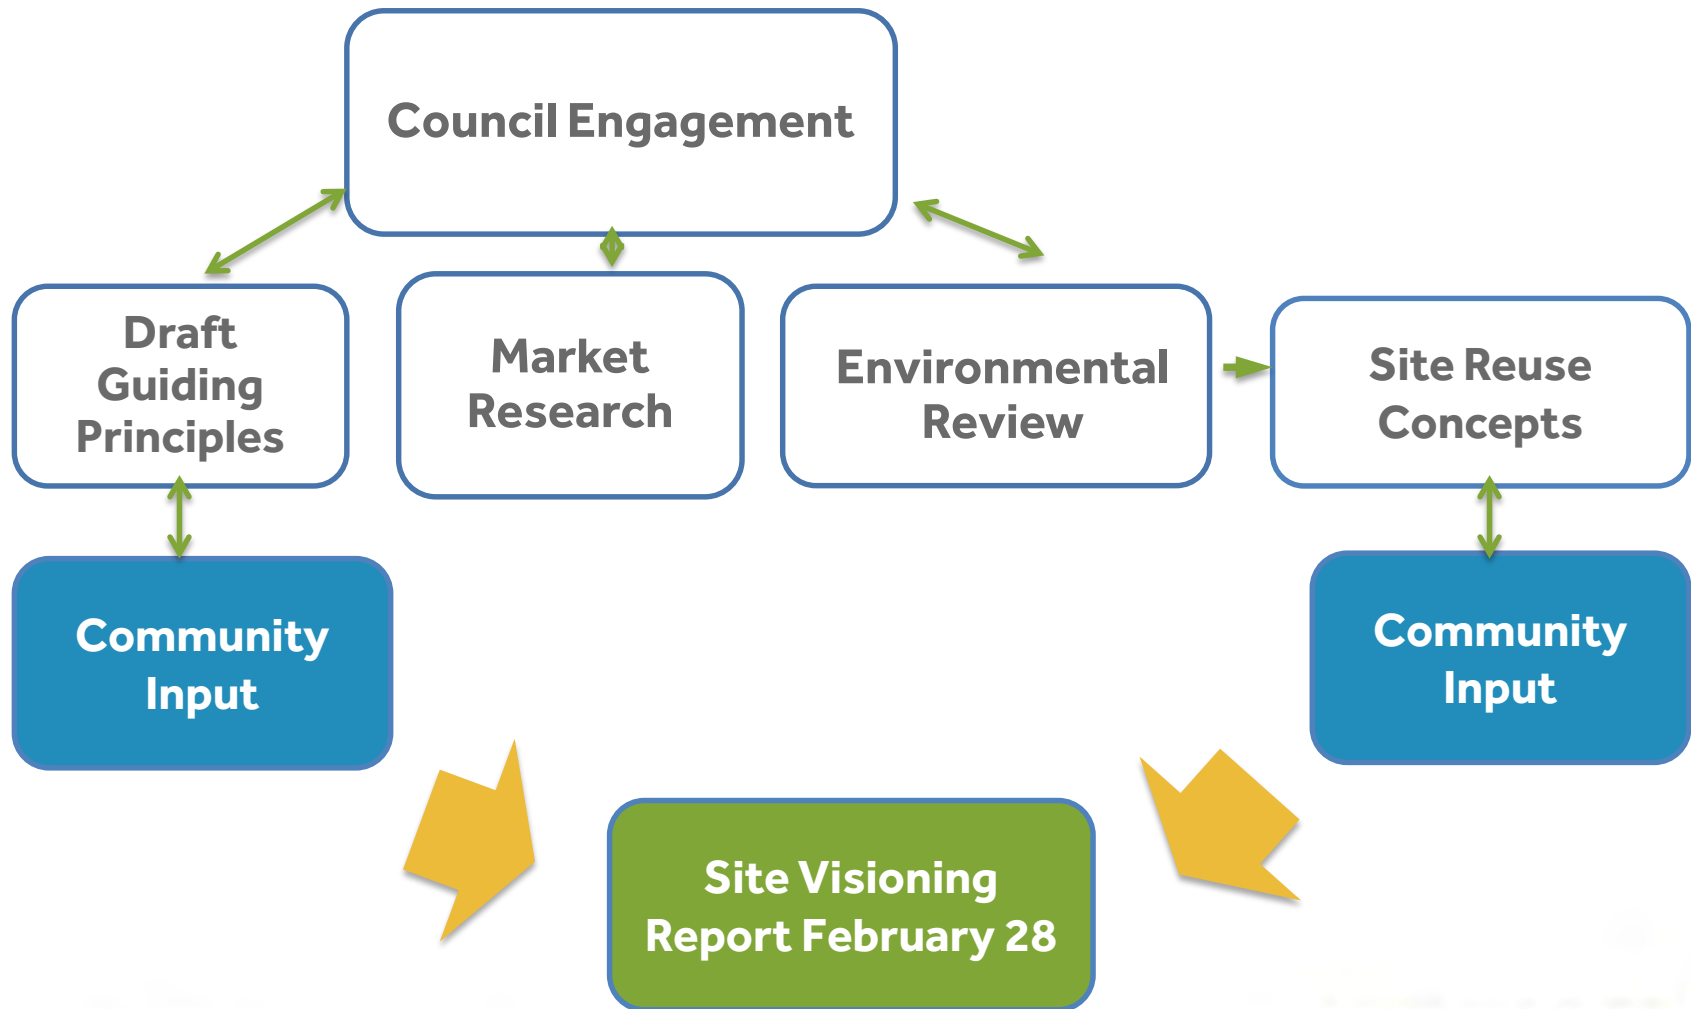 Council Engagement
Draft
Guiding
Principles
Market
Research
Environmental
Review
Site Reuse
Concepts
Community
Input
Community
Input
Site Visioning
Report February 28